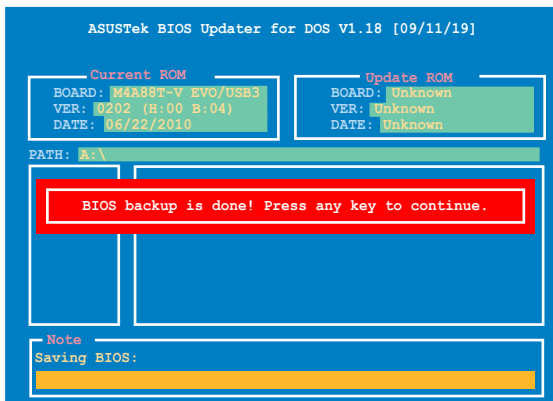 ASUSTek BIOS Updater for DOS V1.18 [09/11/19]
Current ROM
BOARD: M4A88T-V EVO/USB3
VER: 0202 (H:00 B:04)
DATE: 06/22/2010
Update ROM
BOARD: Unknown
VER: Unknown
DATE: Unknown
PATH: A:\
BIOS backup is done! Press any key to continue.
Note
Saving BIOS: